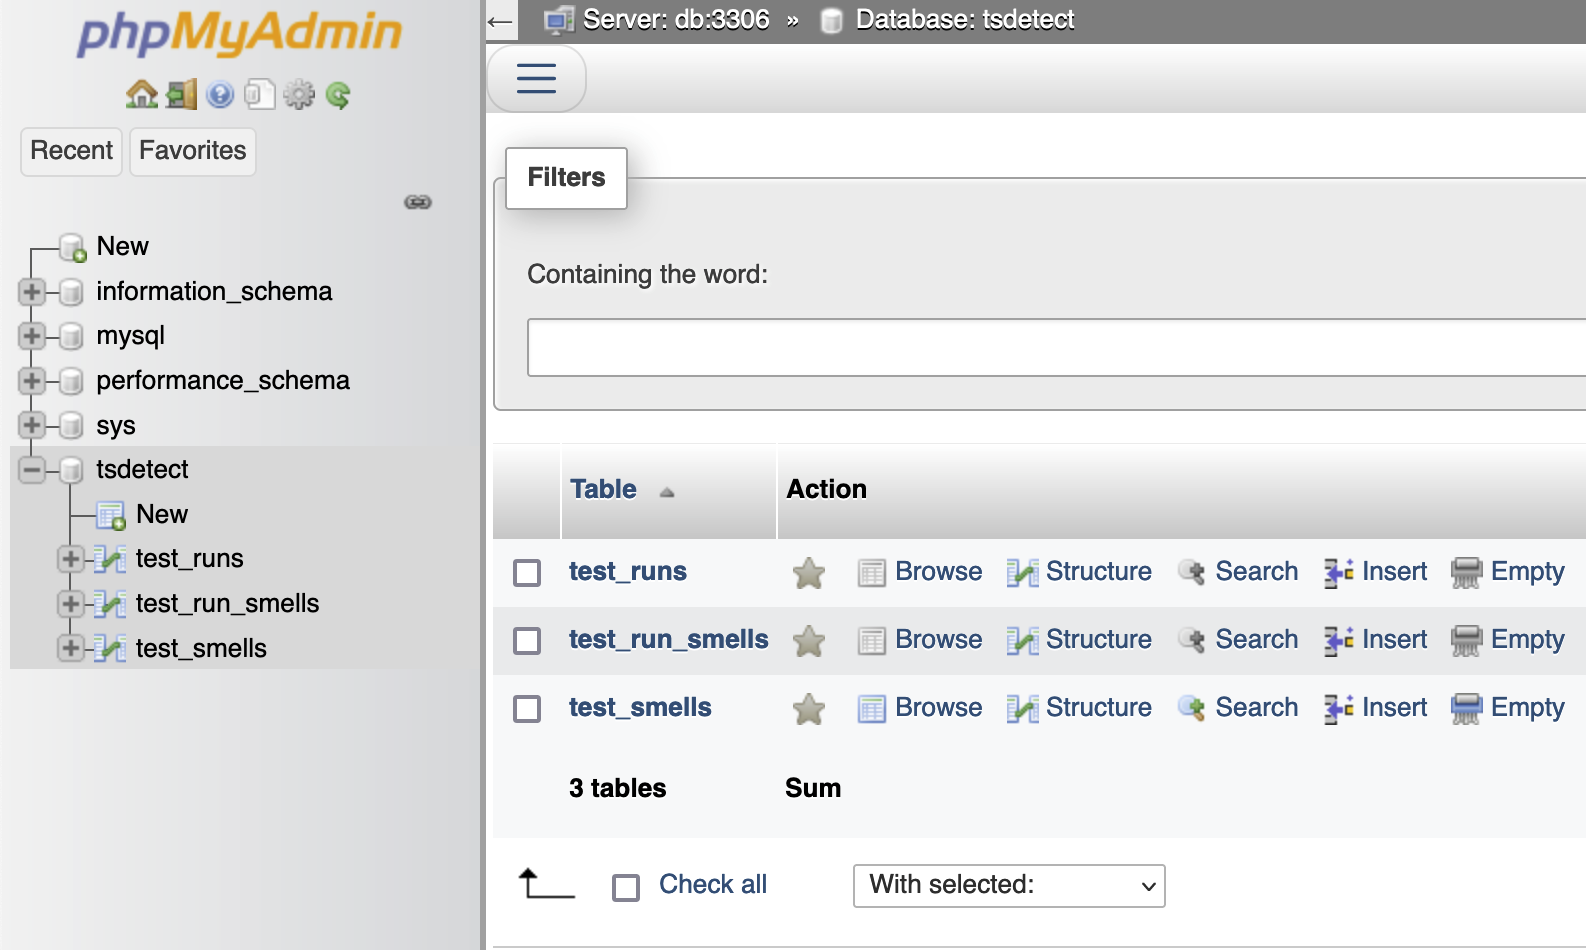 phpMyAdmin
Recent Favorites
New
information_schema
mysql
performance_schema
sys
tsdetect
New
test_runs
test_run_smells
test_smells
Server: db:3306 » Database: tsdetect
Filters
Containing the word:
Table Action
test_runs Browse Structure Search Insert Empty
test_run_smells Browse Structure Search Insert Empty
test_smells Browse Structure Search Insert Empty
3 tables Sum
Check all With selected: